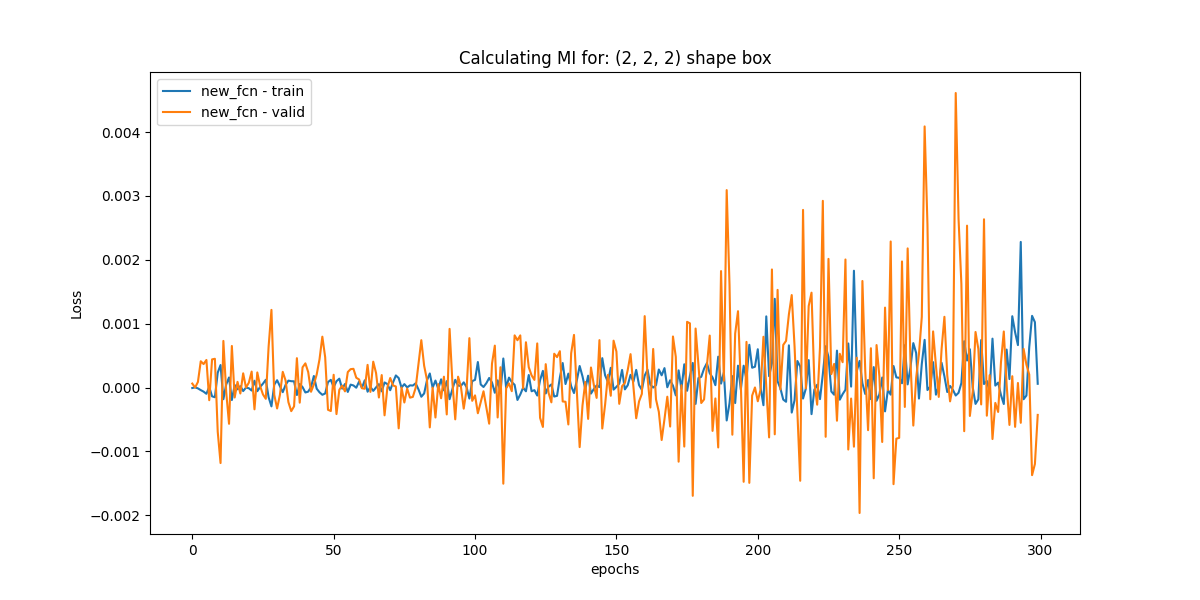 Calculating MI for: (2, 2, 2) shape box
new_fcn - train
new_fcn - valid
Loss
0.004
0.003
0.002
0.001
0.000
−0.001
−0.002
0 50 100 150 200 250 300
epochs